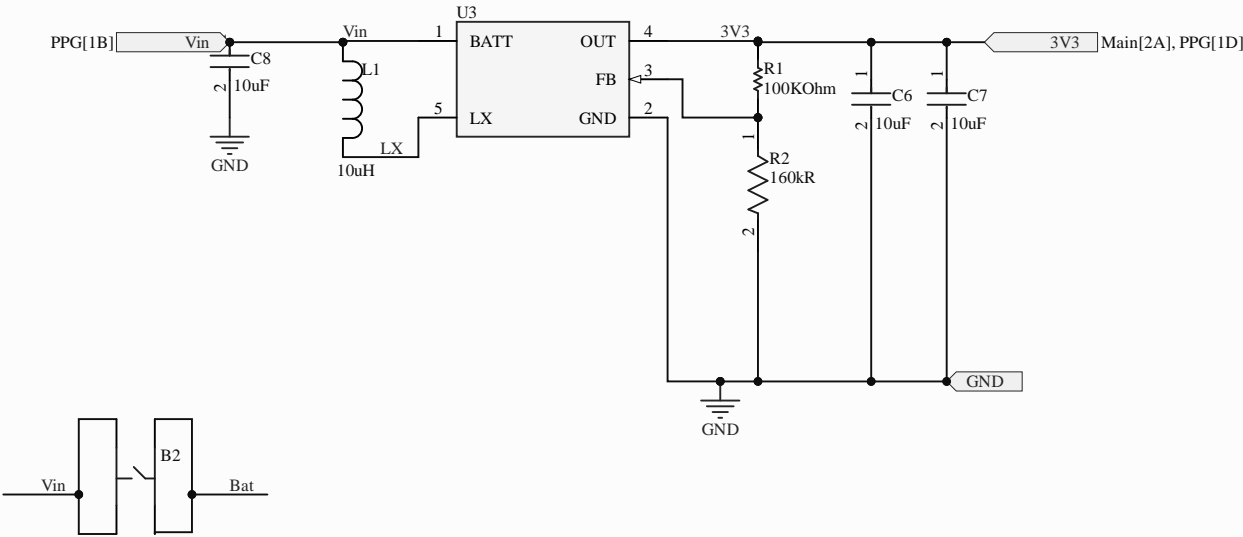 U3
PPG[1B] Vin
Vin
1 BATT
OUT 4
3V3
3V3 Main[2A], PPG[1D]
C8
2 10uF
GND
L1
10uH
LX
5 LX
FB 3
GND 2
R1
100KOhm
1
R2
160kR
2
1
C6
2 10uF
1
C7
2 10uF
GND
GND
B2
Vin
Bat